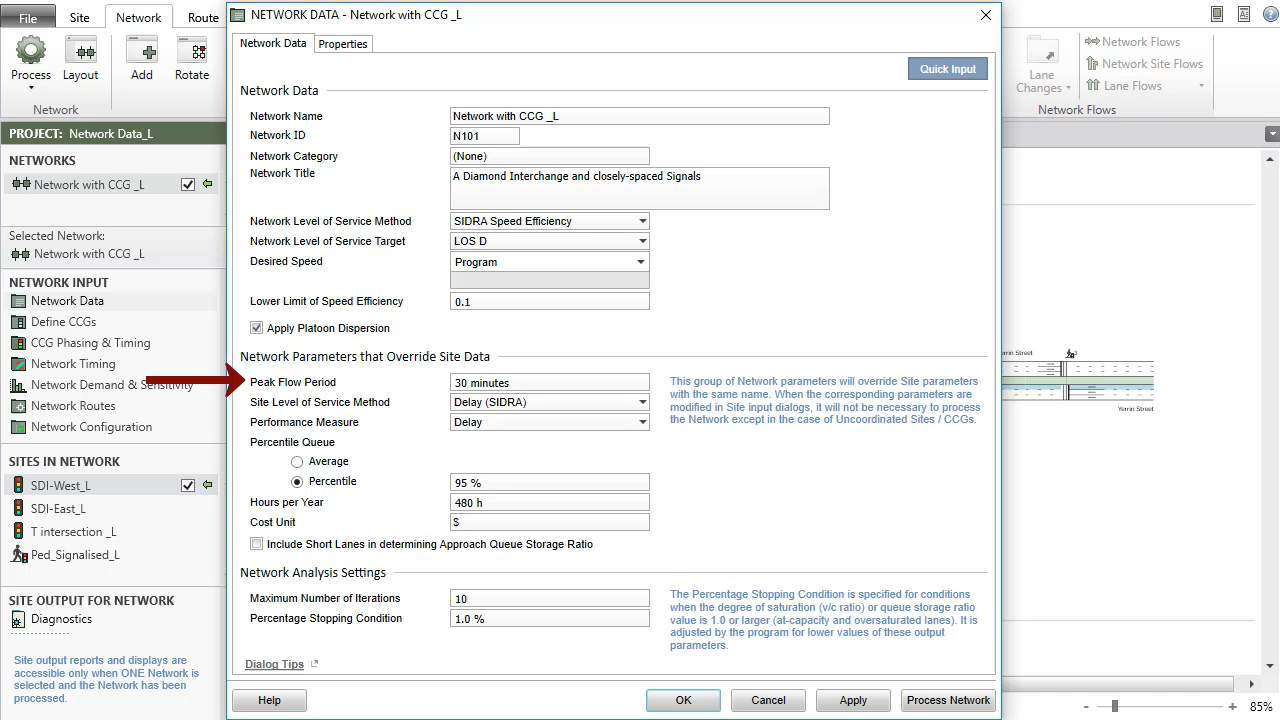 File
Site
Network
Route
NETWORK DATA - Network with CCG _L
Process
Layout
Add
Rotate
Network
Lane
Changes
Network Flows
Network Site Flows
Lane Flows
Network Flows
PROJECT: Network Data_L
NETWORKS
Network with CCG _L
Selected Network:
Network with CCG _L
NETWORK INPUT
Network Data
Define CCGs
CCG Phasing & Timing
Network Timing
Network Demand & Sensitivity
Network Routes
Network Configuration
SITES IN NETWORK
SDI-West_L
SDI-East_L
T intersection _L
Ped_Signalised_L
SITE OUTPUT FOR NETWORK
Diagnostics
Site output reports and displays are
accessible only when ONE Network is
selected and the Network has been
processed.
Network Data
Properties
Quick Input
Network Data
Network Name
Network with CCG _L
Network ID
N101
Network Category
(None)
Network Title
A Diamond Interchange and closely-spaced Signals
Network Level of Service Method
SIDRA Speed Efficiency
Network Level of Service Target
LOS D
Desired Speed
Program
Lower Limit of Speed Efficiency
0.1
Apply Platoon Dispersion
Network Parameters that Override Site Data
Peak Flow Period
30 minutes
Site Level of Service Method
Delay (SIDRA)
Performance Measure
Delay
Percentile Queue
Average
Percentile
95 %
Hours per Year
480 h
Cost Unit
$
Include Short Lanes in determining Approach Queue Storage Ratio
This group of Network parameters will override Site parameters
with the same name. When the corresponding parameters are
modified in Site input dialogs, it will not be necessary to process
the Network except in the case of Uncoordinated Sites / CCGs.
Network Analysis Settings
Maximum Number of Iterations
10
Percentage Stopping Condition
1.0 %
The Percentage Stopping Condition is specified for conditions
when the degree of saturation (v/c ratio) or queue storage ratio
value is 1.0 or larger (at-capacity and oversaturated lanes). It is
adjusted by the program for lower values of these output
parameters.
Dialog Tips
Help
OK
Cancel
Apply
Process Network
Street
Yerrin Street
85%